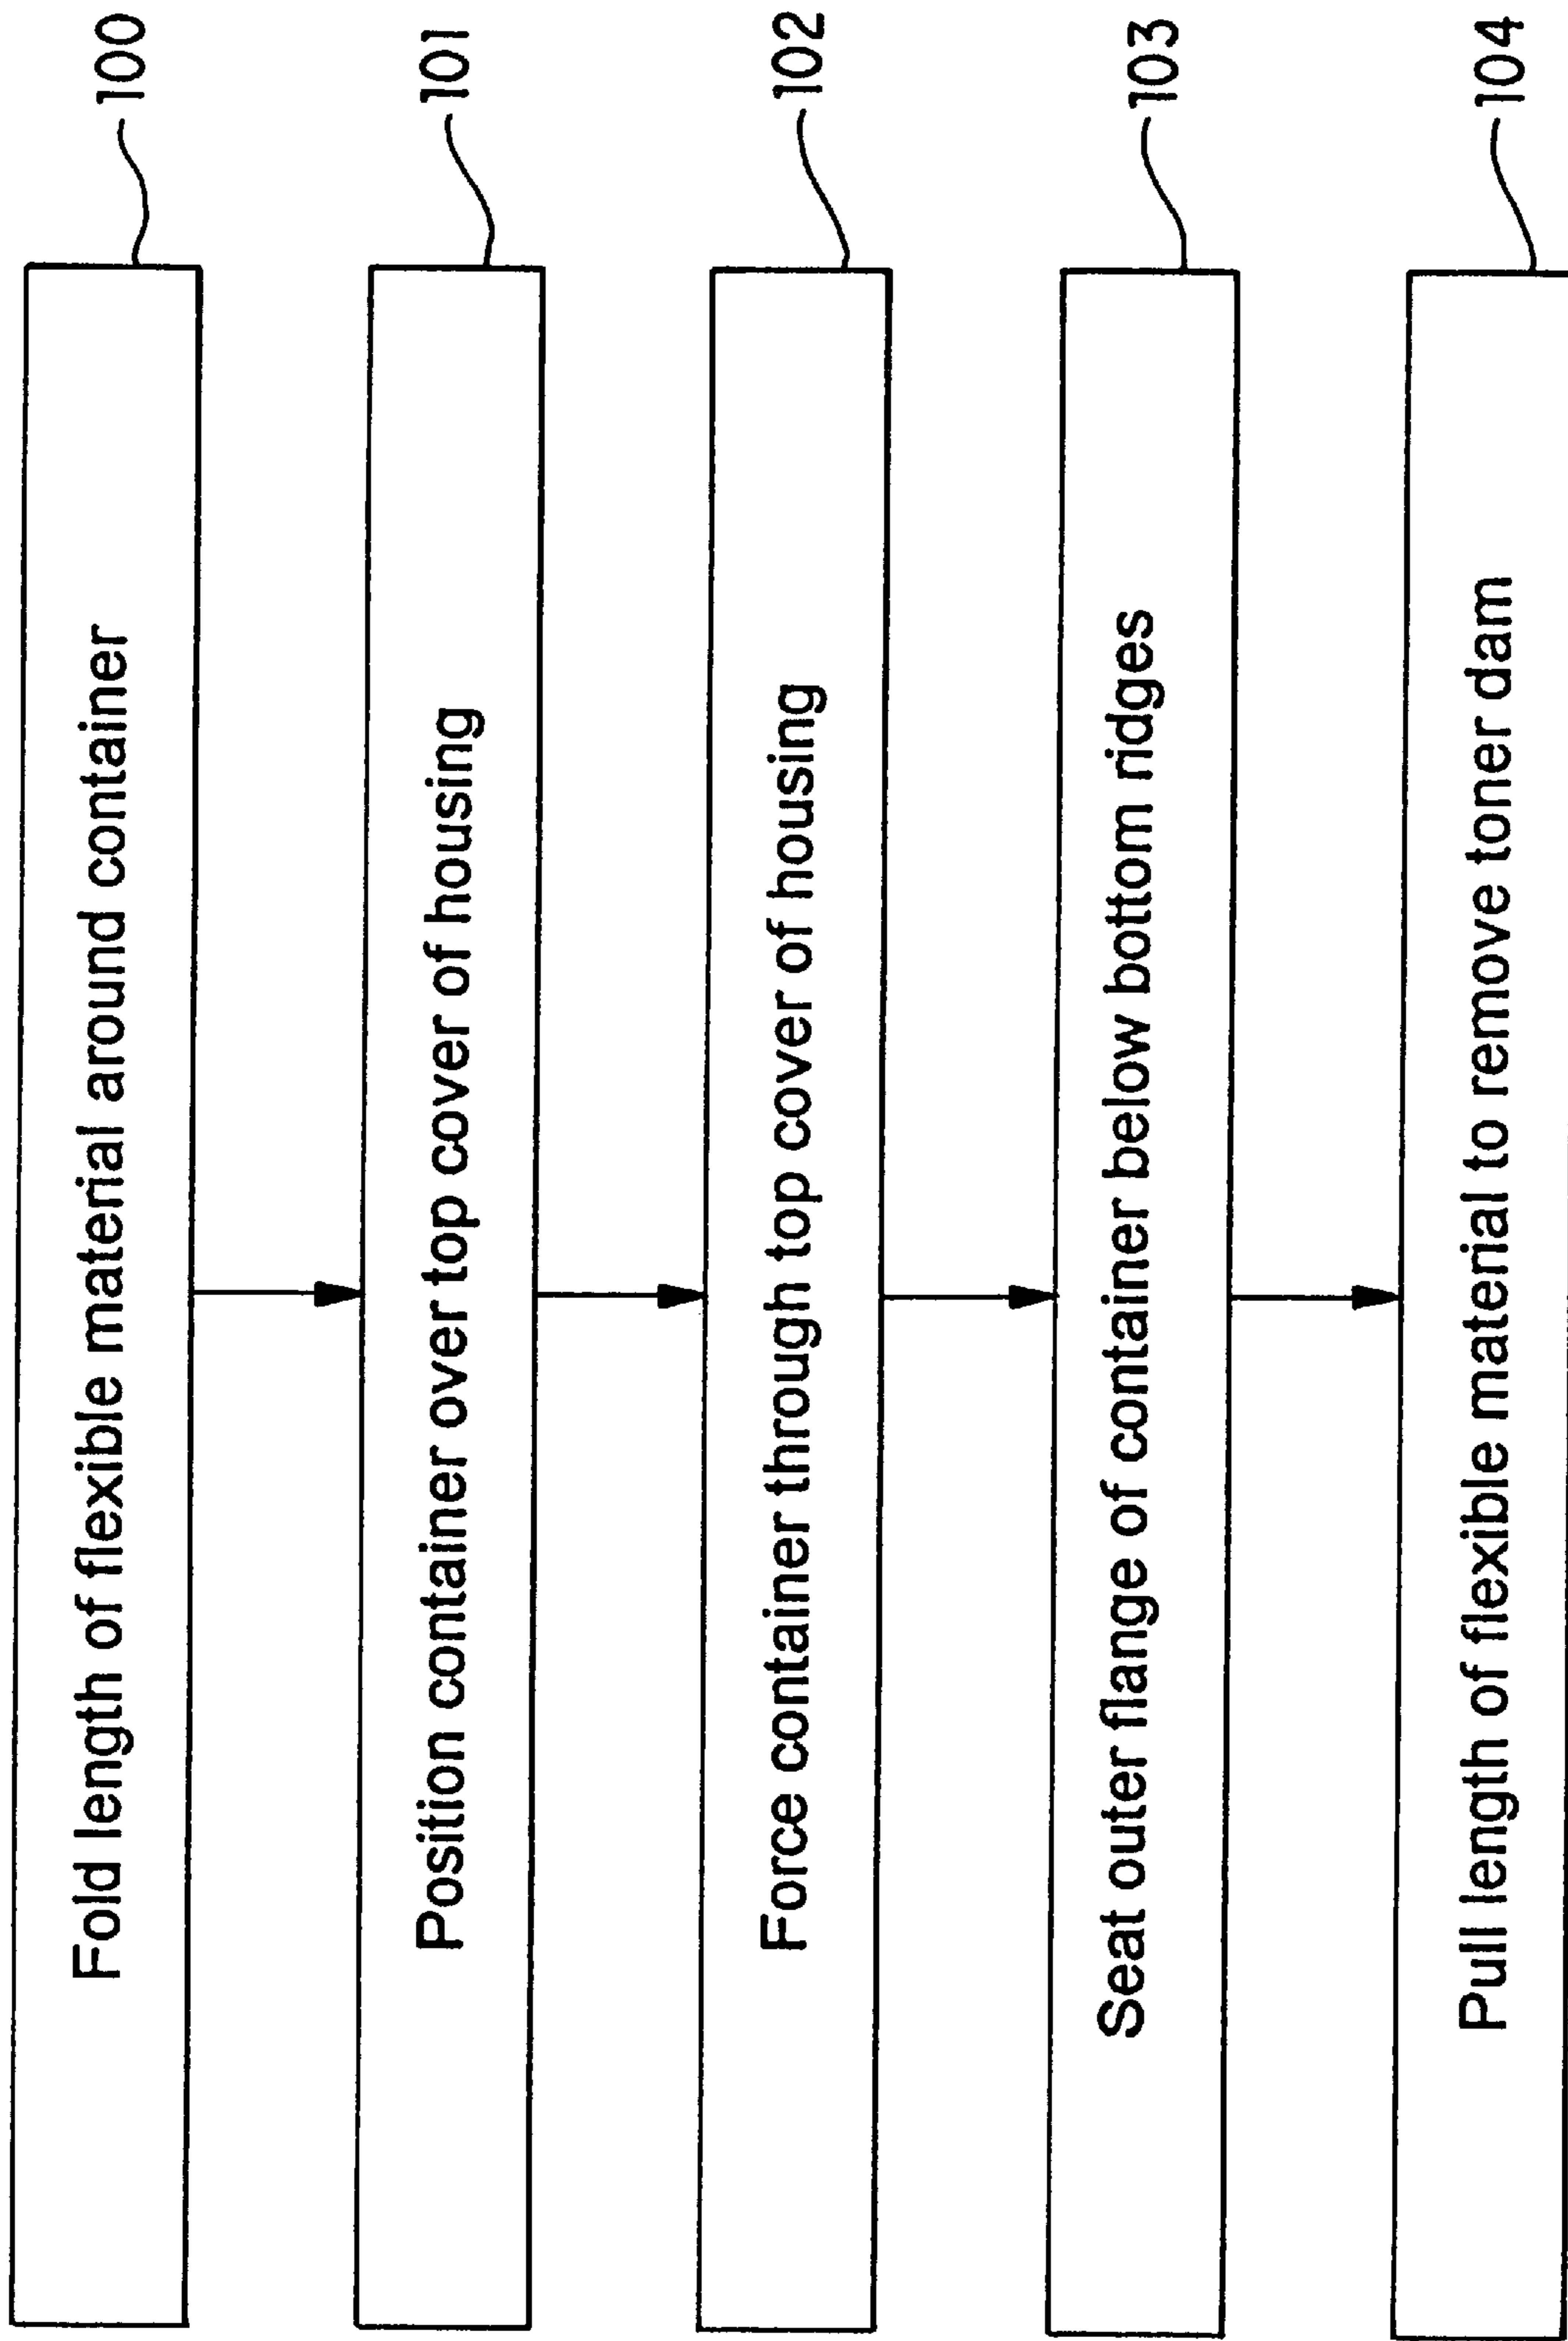 Fold length of flexible material around container
100
Position container over top cover of housing
101
Force container through top cover of housing
102
Seat outer flange of container below bottom ridges
103
Pull length of flexible material to remove toner dam
104